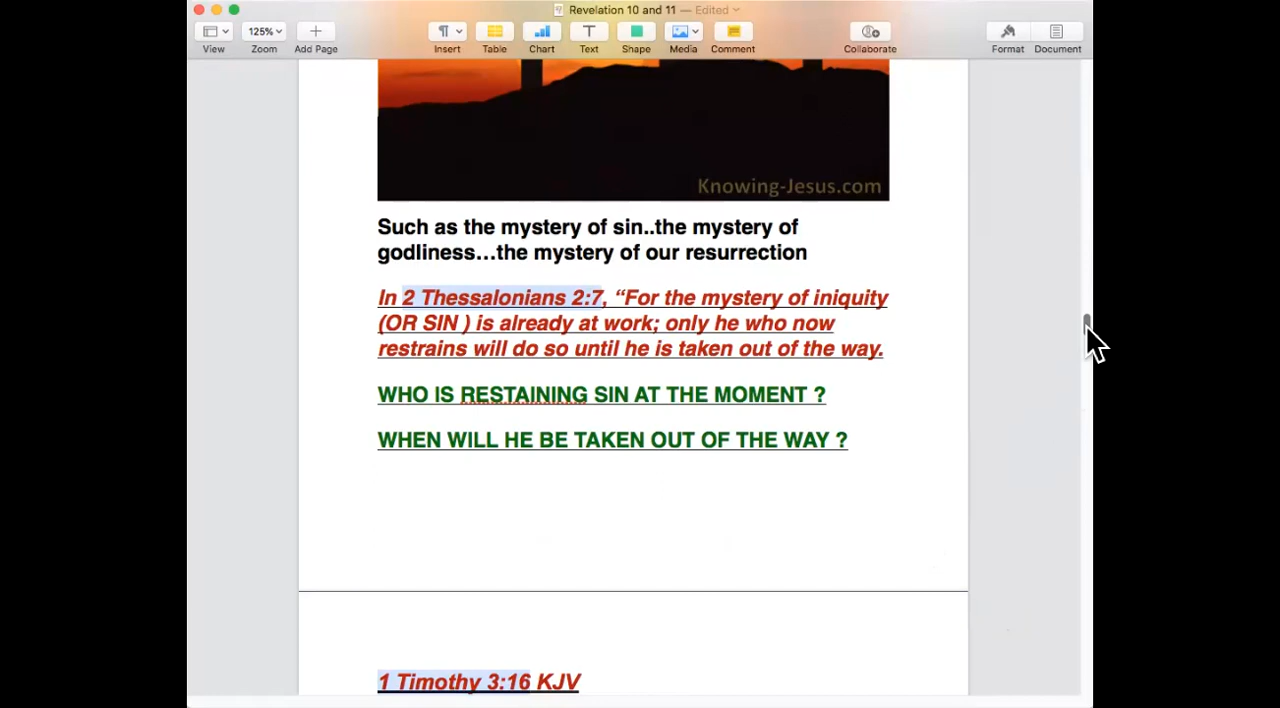 Revelation 10 and 11 — Edited
125%
View
Zoom
Add Page
Insert
Table
Chart
Text
Shape
Media
Comment
Collaborate
Format
Document
Knowing-Jesus.com
Such as the mystery of sin..the mystery of
godliness…the mystery of our resurrection
In 2 Thessalonians 2:7, “For the mystery of iniquity
(OR SIN ) is already at work; only he who now
restrains will do so until he is taken out of the way.
WHO IS RESTAINING SIN AT THE MOMENT ?
WHEN WILL HE BE TAKEN OUT OF THE WAY ?
1 Timothy 3:16 KJV